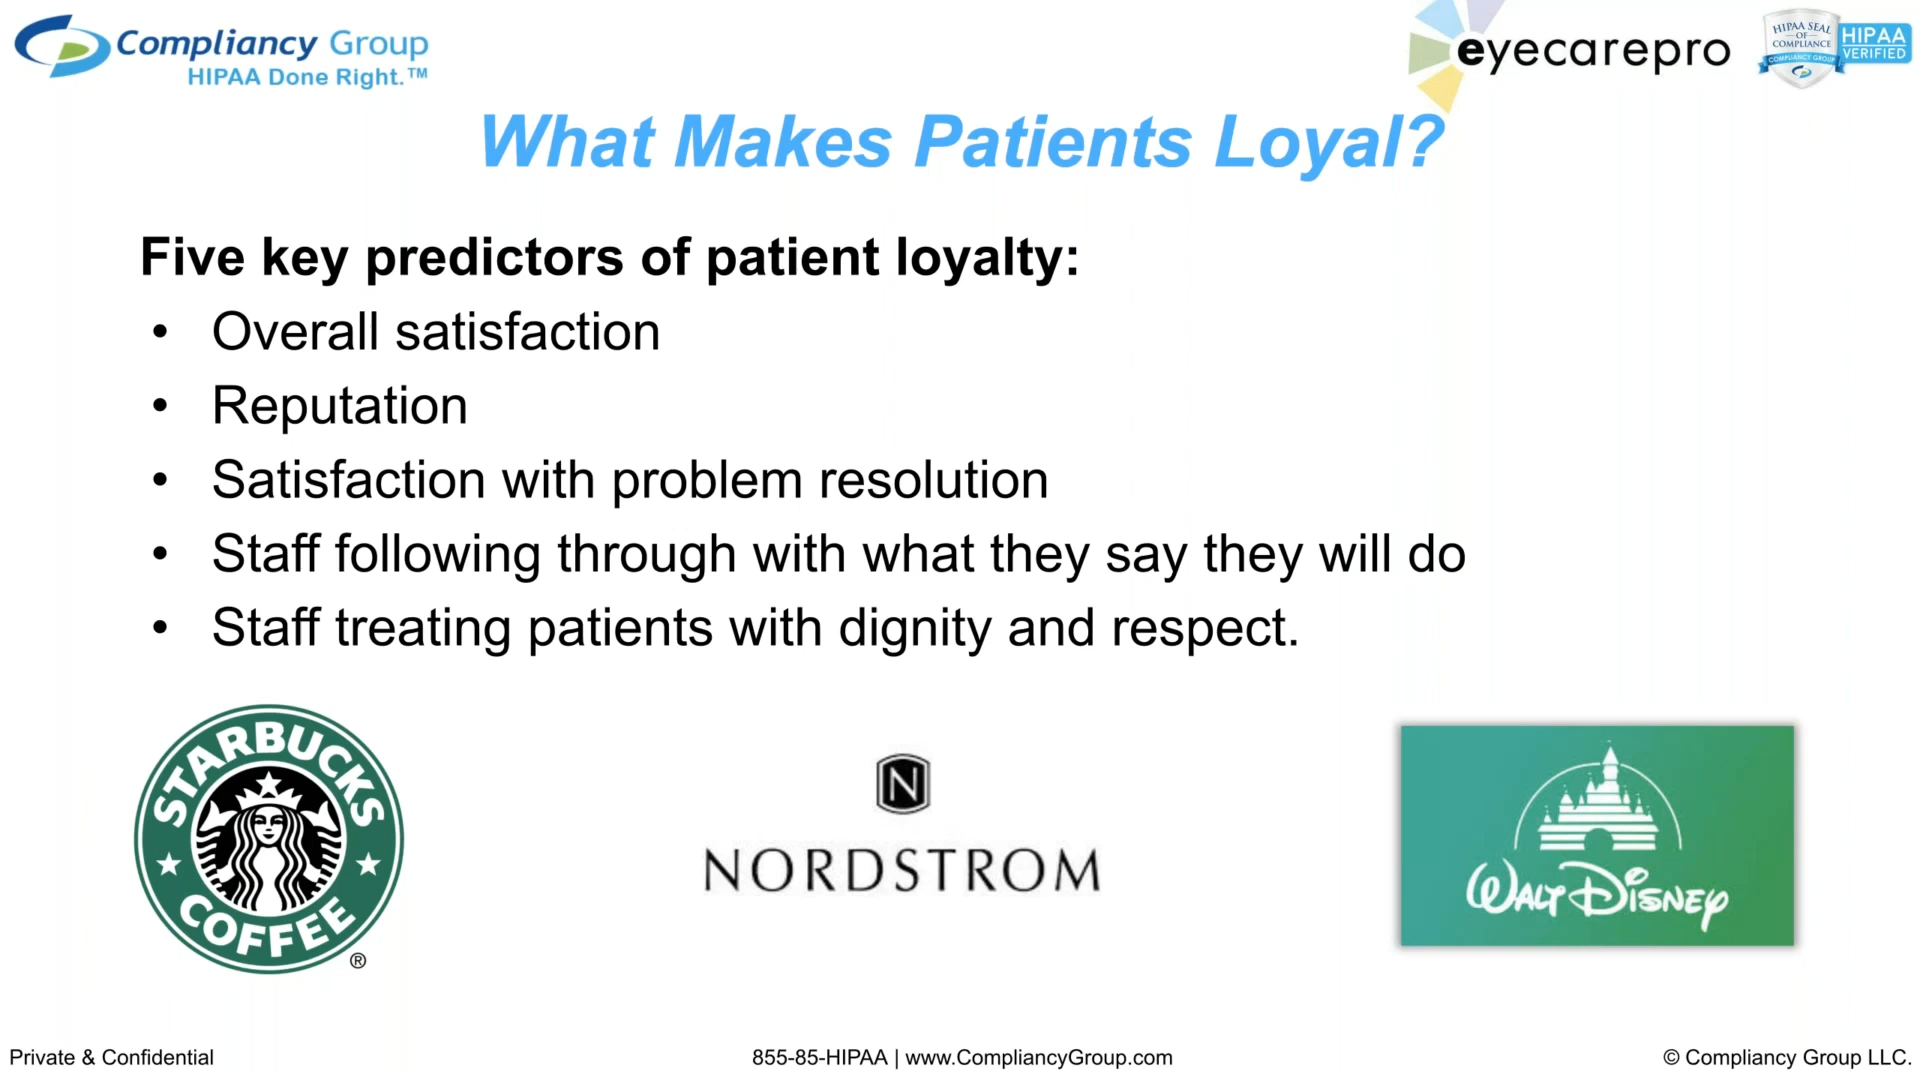 Compliancy Group
HIPAA Done Right.™
eyecarepro
HIPAA SEAL
OF
COMPLIANCE
COMPLIANCY GROUP
HIPAA
VERIFIED
What Makes Patients Loyal?
Five key predictors of patient loyalty:
• Overall satisfaction
• Reputation
• Satisfaction with problem resolution
• Staff following through with what they say they will do
• Staff treating patients with dignity and respect.
STARBUCKS
COFFEE
®
N
NORDSTROM
WALT DISNEY
Private & Confidential
855-85-HIPAA | www.CompliancyGroup.com
© Compliancy Group LLC.